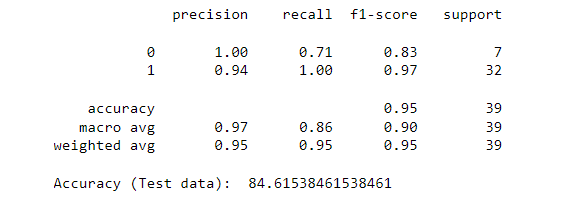 precision recall f1-score support
0 1.00 0.71 0.83 7
1 0.94 1.00 0.97 32
accuracy 0.95 39
macro avg 0.97 0.86 0.90 39
weighted avg 0.95 0.95 0.95 39
Accuracy (Test data): 84.61538461538461